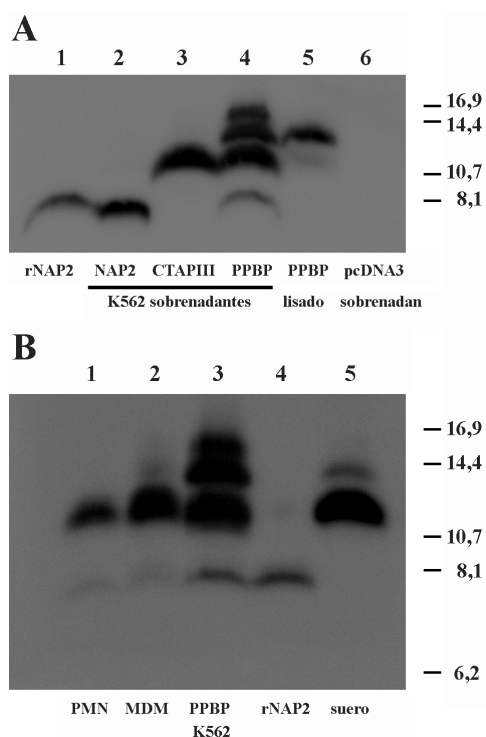 A
1 2 3 4 5 6
16,9
14,4
10,7
8,1
rNAP2 NAP2 CTAPIII PPBP PPBP pcDNA3
K562 sobrenadantes lisado sobrenadan
B
1 2 3 4 5
16,9
14,4
10,7
8,1
6,2
PMN MDM PPBP rNAP2 suero
K562